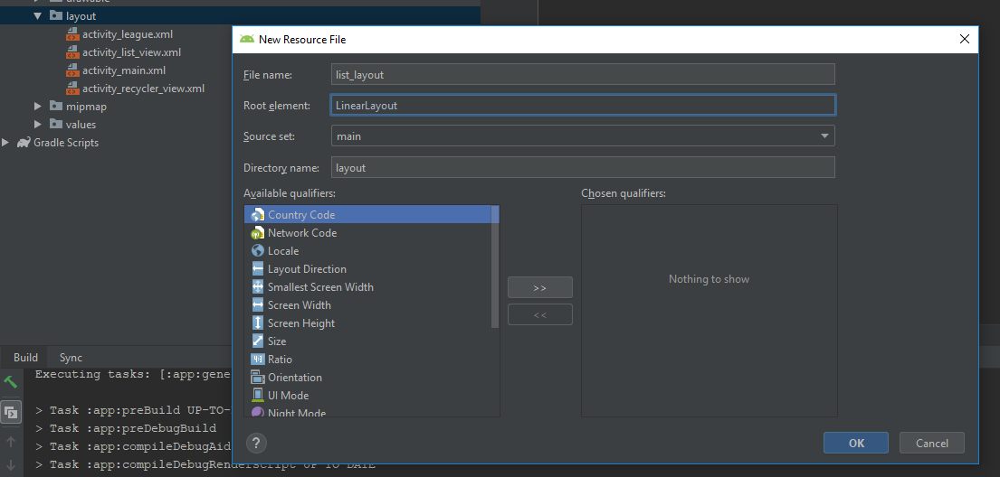 drawable
layout
activity_league.xml
activity_list_view.xml
activity_main.xml
activity_recycler_view.xml
mipmap
values
Gradle Scripts
New Resource File
File name: list_layout
Root element: LinearLayout
Source set: main
Directory name: layout
Available qualifiers:
Chosen qualifiers:
Country Code
Network Code
Locale
Layout Direction
Smallest Screen Width
Screen Width
Screen Height
Size
Ratio
Orientation
UI Mode
Night Mode
>>
<<
Nothing to show
? OK Cancel
Build Sync
Executing tasks: [:app:gene
> Task :app:preBuild UP-TO-
> Task :app:preDebugBuild
> Task :app:compileDebugAid
> Task :app:compileDebugRenderscript UP-TO-DATE